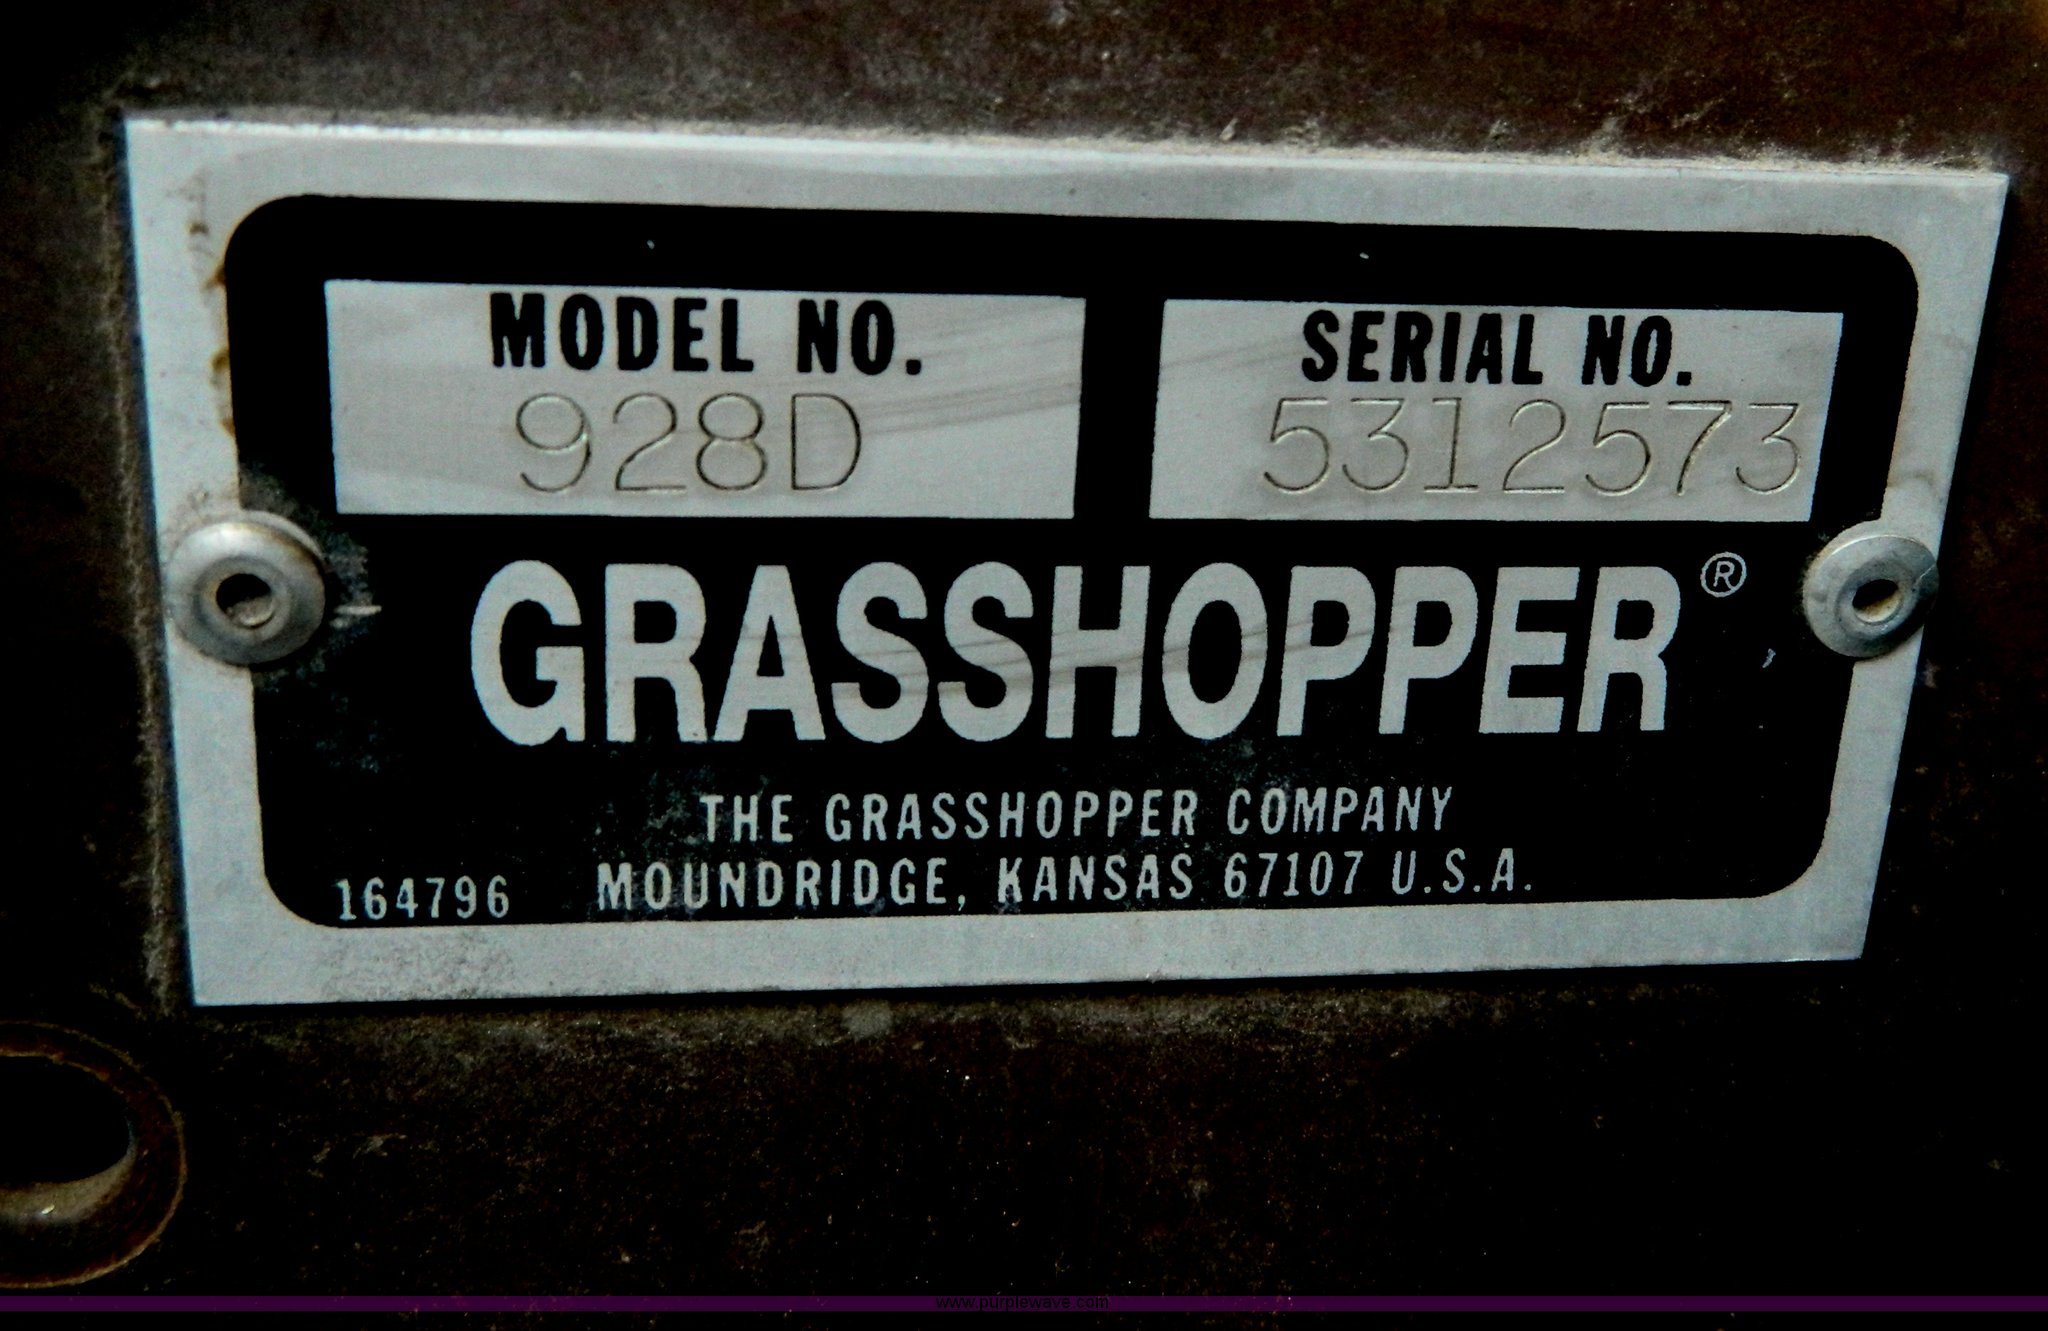 MODEL NO.
928D
SERIAL NO.
5312573
GRASSHOPPER®
THE GRASSHOPPER COMPANY
164796 MOUNDRIDGE, KANSAS 67107 U.S.A.
www.purplewave.com